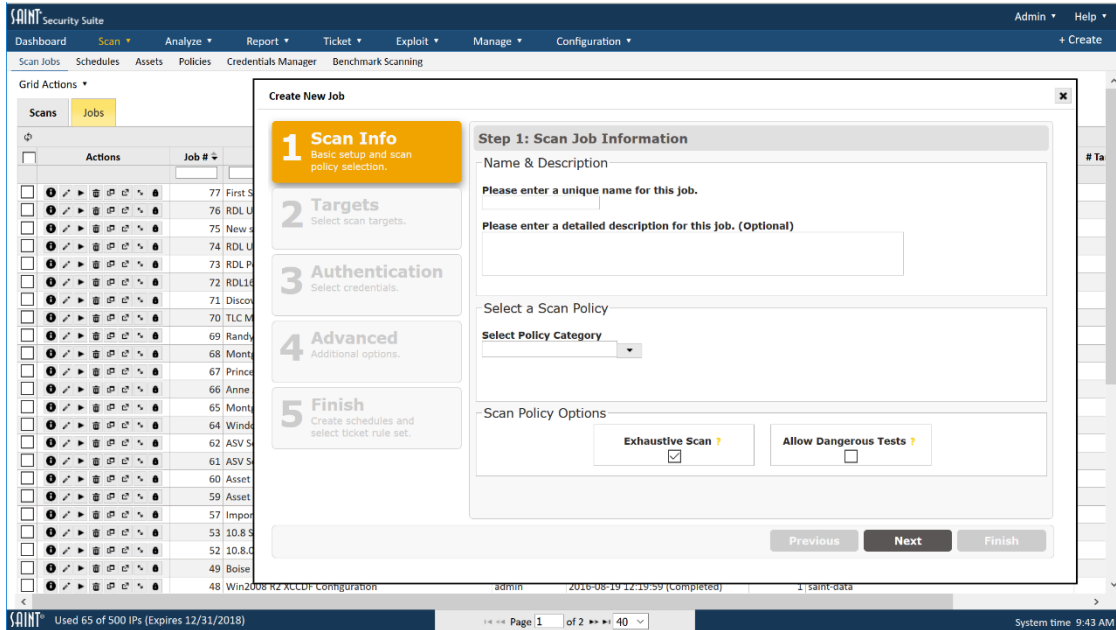 SAINT Security Suite
Admin Help
Dashboard Scan Analyze Report Ticket Exploit Manage Configuration + Create
Scan Jobs Schedules Assets Policies Credentials Manager Benchmark Scanning
Grid Actions
Scans Jobs
Actions Job # # Ta
77 First S
76 RDL U
75 New s
74 RDL U
73 RDL P
72 RDL16
71 Discov
70 TLC M
69 Randy
68 Montg
67 Prince
66 Anne
65 Montg
64 Windo
62 ASV S
61 ASV S
60 Asset
59 Asset
57 Impor
53 10.8 S
52 10.8.0
49 Boise
48 Win2008 R2 XCCDF Configuration admin 2016-08-19 12:19:59 (Completed) 1 saint-data
Create New Job
1 Scan Info
Basic setup and scan
policy selection.
2 Targets
Select scan targets.
3 Authentication
Select credentials.
4 Advanced
Additional options.
5 Finish
Create schedules and
select ticket rule set.
Step 1: Scan Job Information
Name & Description
Please enter a unique name for this job.
Please enter a detailed description for this job. (Optional)
Select a Scan Policy
Select Policy Category
Scan Policy Options
Exhaustive Scan ?
Allow Dangerous Tests ?
Previous Next Finish
SAINT® Used 65 of 500 IPs (Expires 12/31/2018) Page 1 of 2 40 System time 9:43 AM